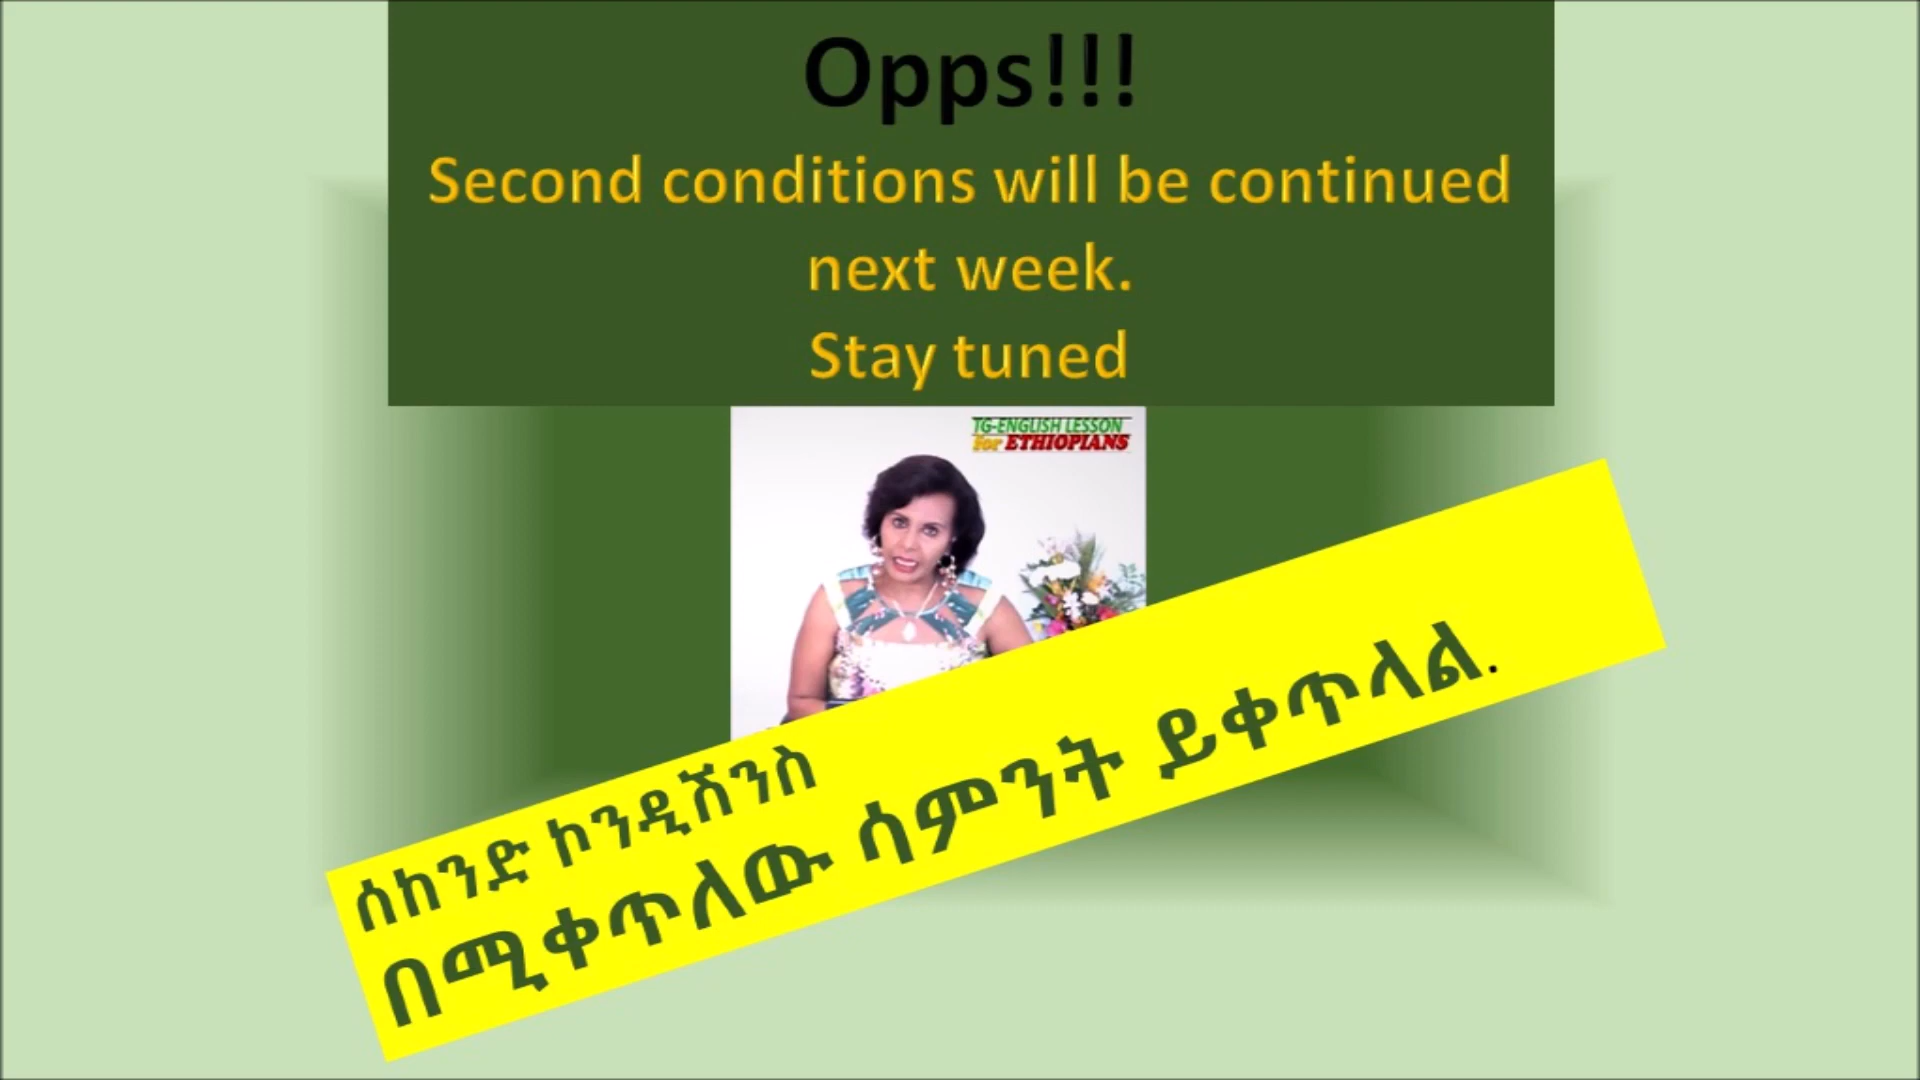 Opps!!!
Second conditions will be continued
next week.
Stay tuned
TG-ENGLISH LESSON
for ETHIOPIANS
ሰከንድ ኮንዲሽንስ
በሚቀጥለው ሳምንት ይቀጥላል.